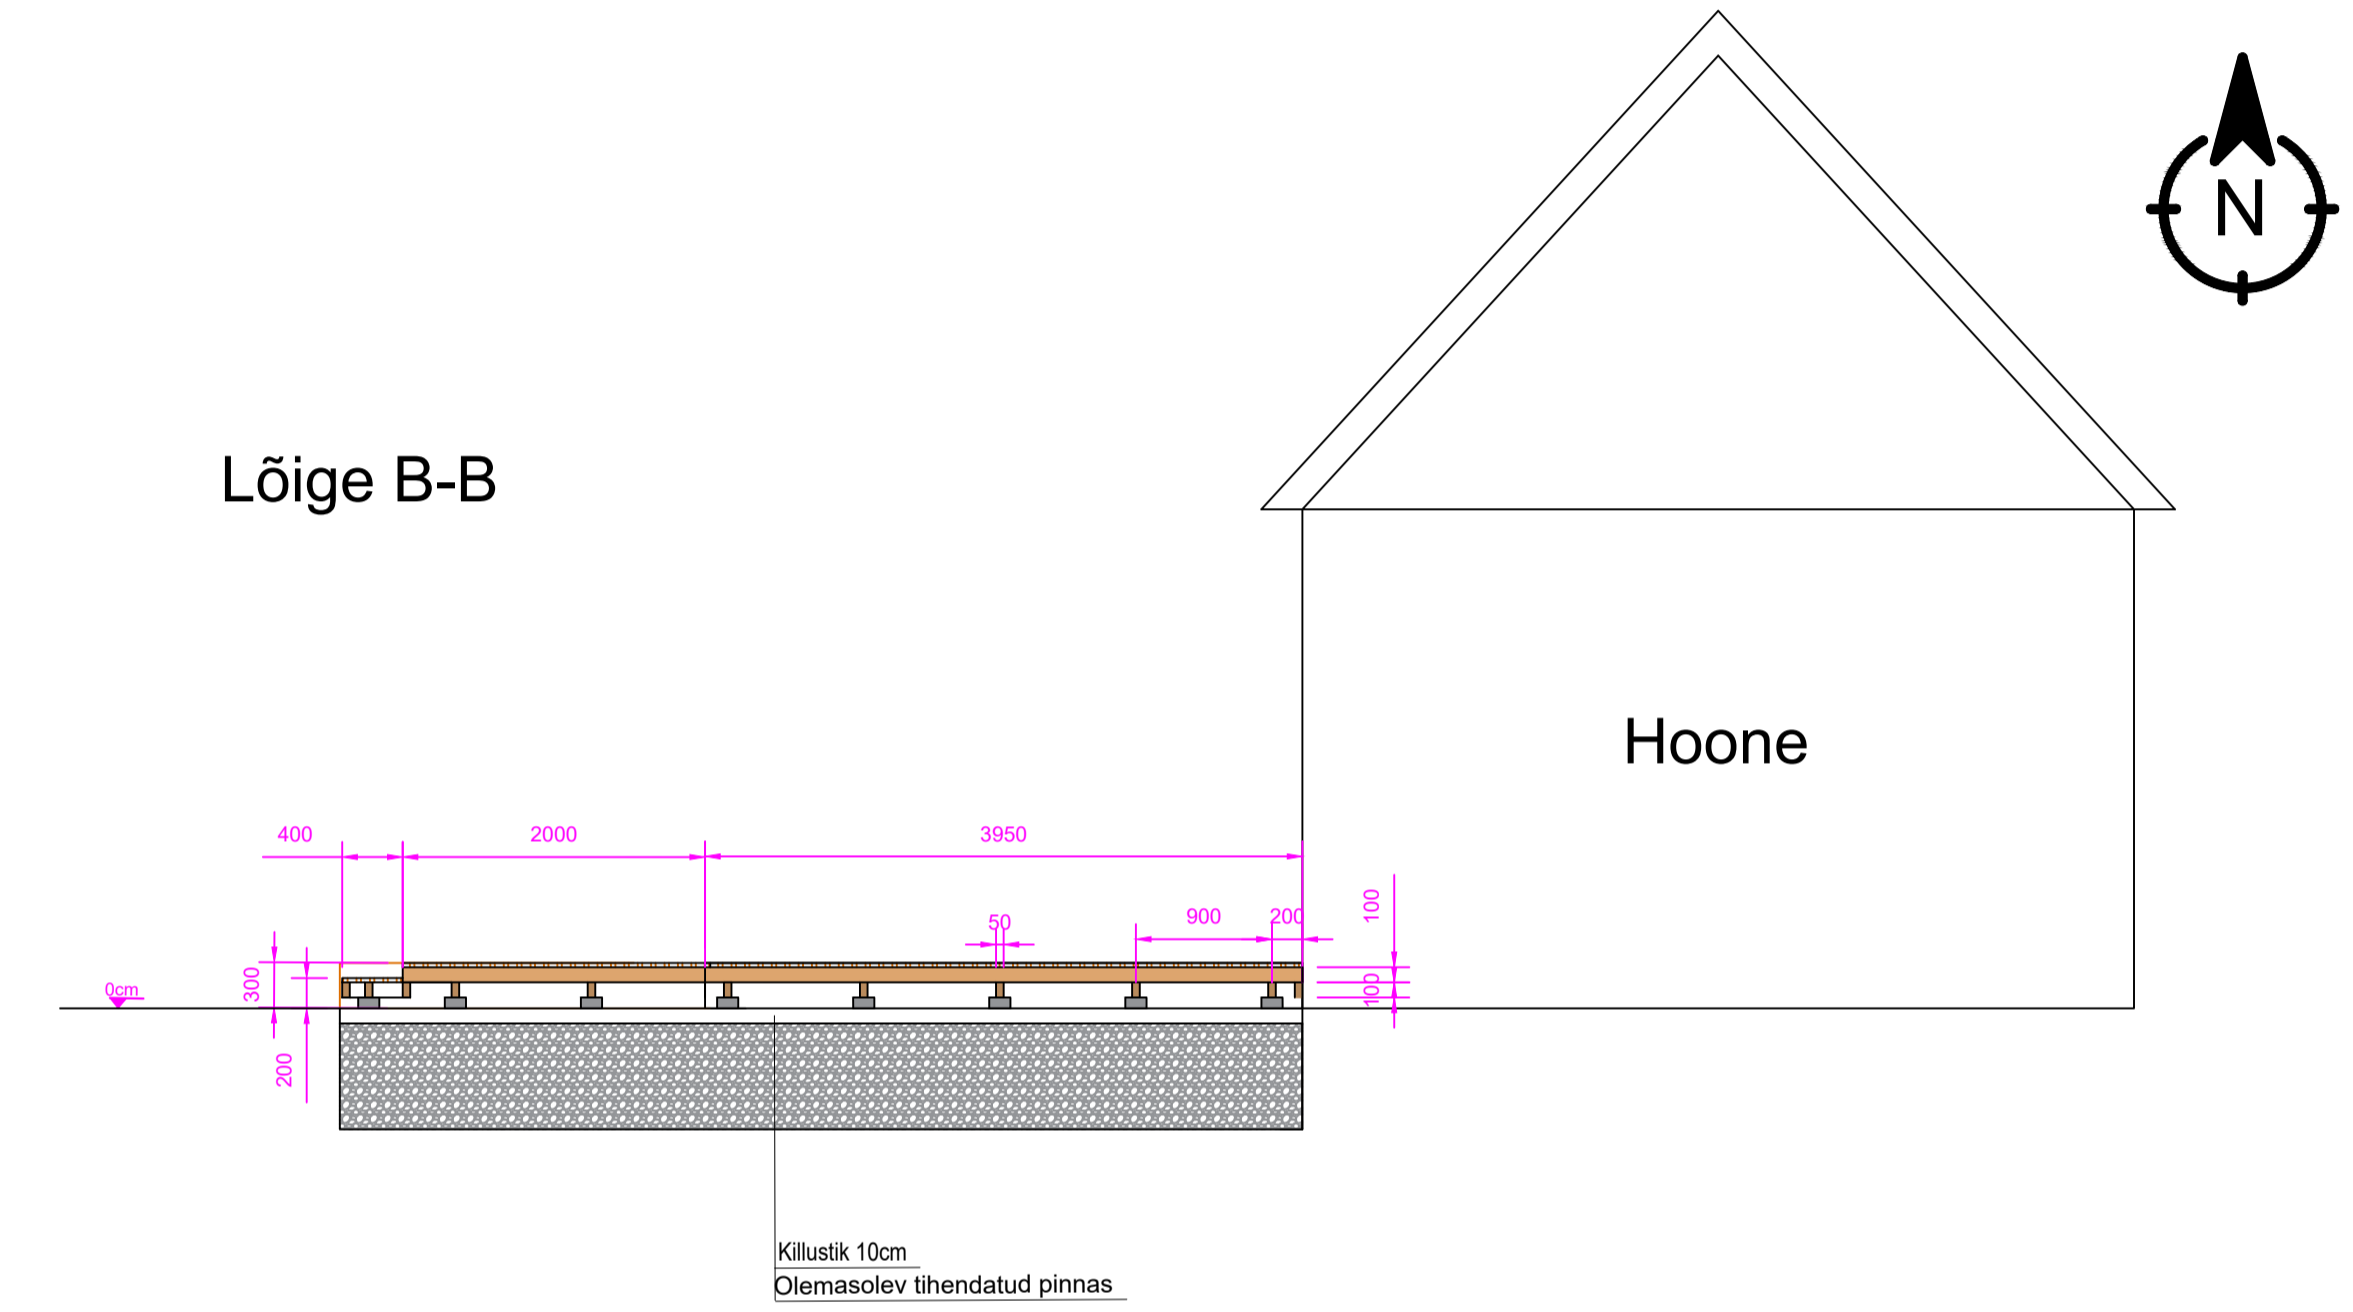 N
Lõige B-B
Hoone
400
2000
3950
50
900
200
100
300
0cm
100
200
Killustik 10cm
Olemasolev tihendatud pinnas